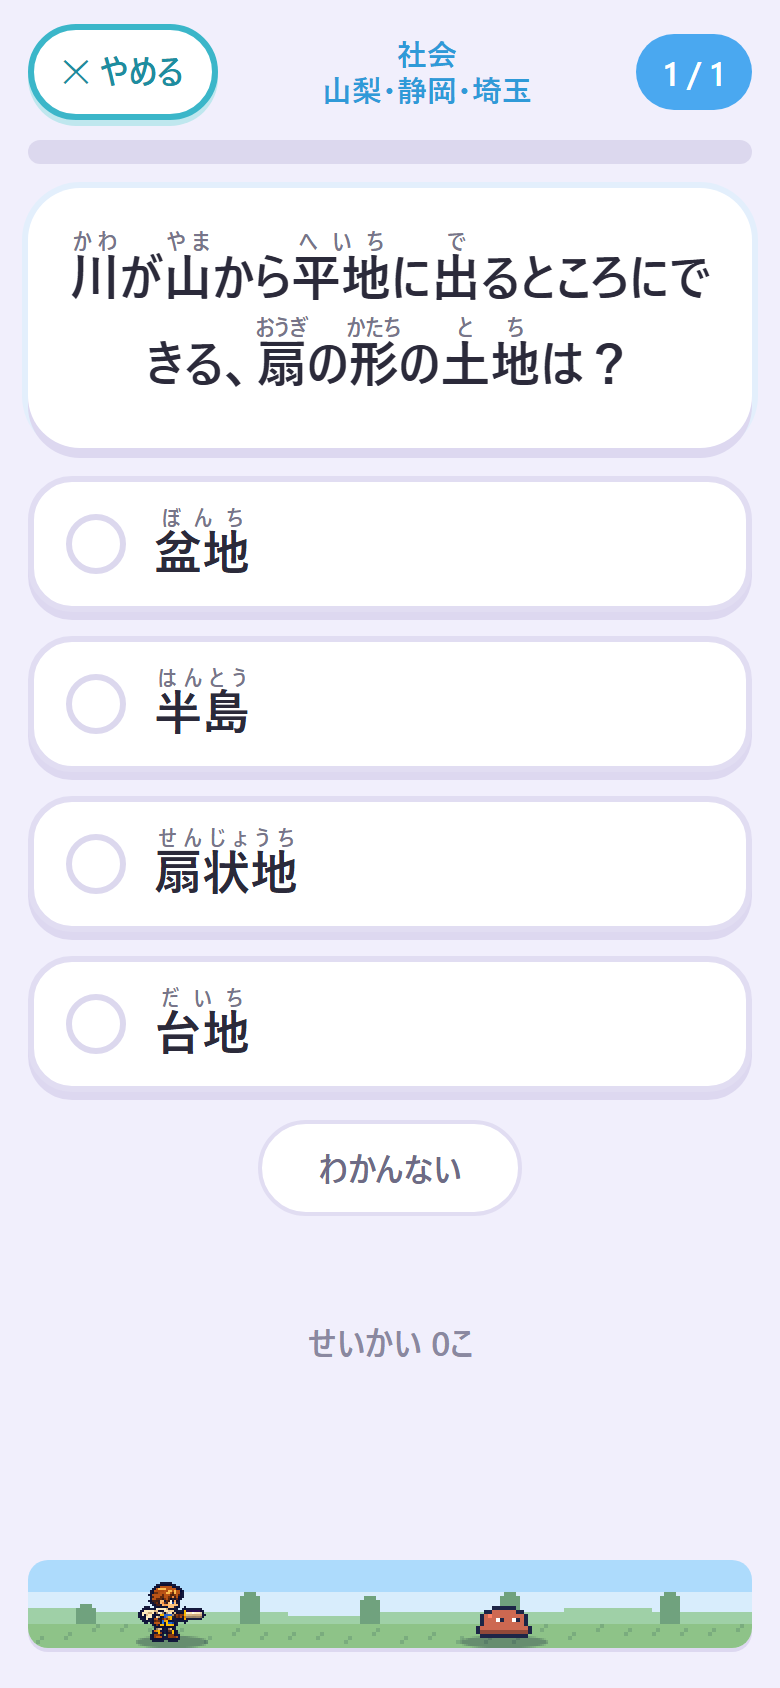 × やめる
社会
山梨・静岡・埼玉
1 / 1
かわ やま へいち で
川が山から平地に出るところにで
おうぎ かたち とち
きる、扇の形の土地は？
ぼんち
盆地
はんとう
半島
せんじょうち
扇状地
だいち
台地
わかんない
せいかい 0こ